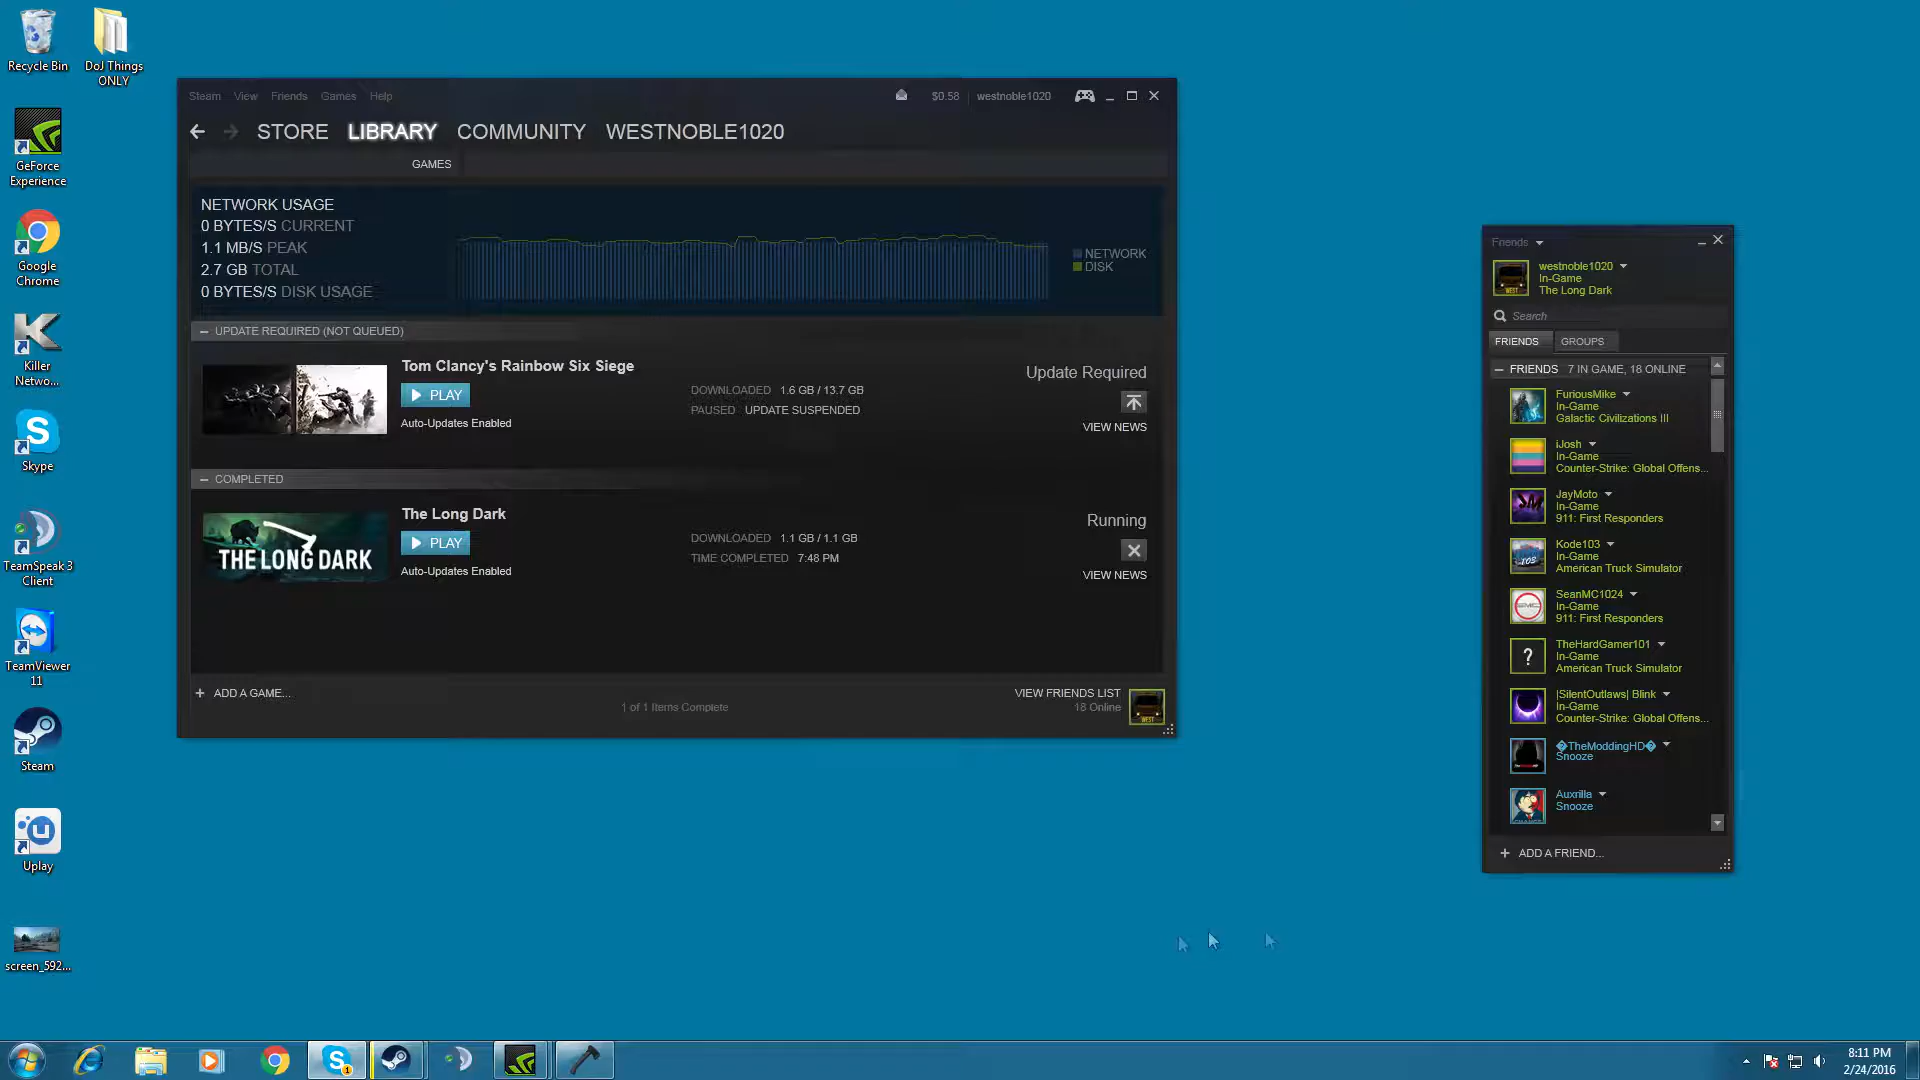 Recycle Bin
DoJ Things
ONLY
GeForce
Experience
Google
Chrome
Killer
Netwo...
Skype
TeamSpeak 3
Client
TeamViewer
11
Steam
Uplay
screen_592...
Steam View Friends Games Help
$0.58 westnoble1020
STORE LIBRARY COMMUNITY WESTNOBLE1020
GAMES
NETWORK USAGE
0 BYTES/S CURRENT
1.1 MB/S PEAK
2.7 GB TOTAL
0 BYTES/S DISK USAGE
NETWORK
DISK
UPDATE REQUIRED (NOT QUEUED)
Tom Clancy's Rainbow Six Siege
PLAY
Auto-Updates Enabled
DOWNLOADED 1.6 GB / 13.7 GB
PAUSED UPDATE SUSPENDED
Update Required
VIEW NEWS
COMPLETED
THE LONG DARK
The Long Dark
PLAY
Auto-Updates Enabled
DOWNLOADED 1.1 GB / 1.1 GB
TIME COMPLETED 7:48 PM
Running
VIEW NEWS
+ ADD A GAME...
1 of 1 Items Complete
VIEW FRIENDS LIST
18 Online
WEST
Friends
westnoble1020
In-Game
The Long Dark
WEST
Search
FRIENDS GROUPS
FRIENDS 7 IN GAME, 18 ONLINE
FuriousMike
In-Game
Galactic Civilizations III
iJosh
In-Game
Counter-Strike: Global Offens...
JayMoto
In-Game
911: First Responders
Kode103
In-Game
American Truck Simulator
SeanMC1024
In-Game
911: First Responders
TheHardGamer101
In-Game
American Truck Simulator
|SilentOutlaws| Blink
In-Game
Counter-Strike: Global Offens...
�TheModdingHD�
Snooze
Auxrilla
Snooze
+ ADD A FRIEND...
8:11 PM
2/24/2016